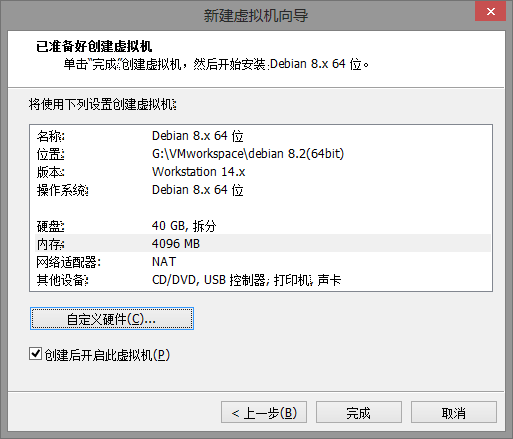 新建虚拟机向导
已准备好创建虚拟机
单击“完成”创建虚拟机，然后开始安装 Debian 8.x 64 位。
将使用下列设置创建虚拟机:
名称: Debian 8.x 64 位
位置: G:\VMworkspace\debian 8.2(64bit)
版本: Workstation 14.x
操作系统: Debian 8.x 64 位
硬盘: 40 GB, 拆分
内存: 4096 MB
网络适配器: NAT
其他设备: CD/DVD, USB 控制器, 打印机, 声卡
自定义硬件(C)...
创建后开启此虚拟机(P)
< 上一步(B) 完成 取消